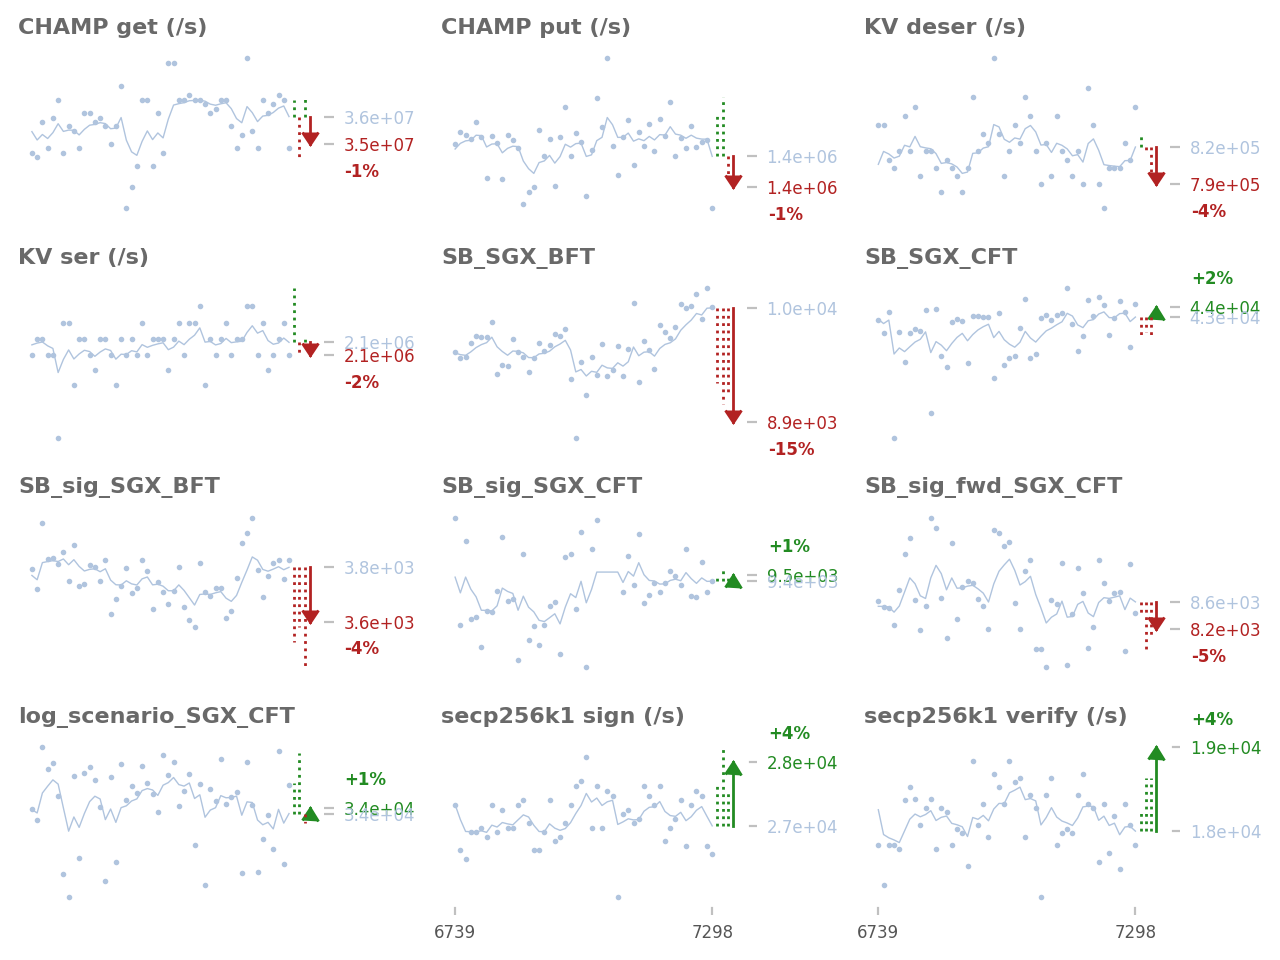 CHAMP get (/s)
3.6e+07
3.5e+07
-1%
CHAMP put (/s)
1.4e+06
1.4e+06
-1%
KV deser (/s)
8.2e+05
7.9e+05
-4%
KV ser (/s)
2.1e+06
2.1e+06
-2%
SB_SGX_BFT
1.0e+04
8.9e+03
-15%
SB_SGX_CFT
+2%
4.4e+04
4.3e+04
SB_sig_SGX_BFT
3.8e+03
3.6e+03
-4%
SB_sig_SGX_CFT
+1%
9.5e+03
9.4e+03
SB_sig_fwd_SGX_CFT
8.6e+03
8.2e+03
-5%
log_scenario_SGX_CFT
+1%
3.4e+04
3.4e+04
secp256k1 sign (/s)
+4%
2.8e+04
2.7e+04
6739
7298
secp256k1 verify (/s)
+4%
1.9e+04
1.8e+04
6739
7298